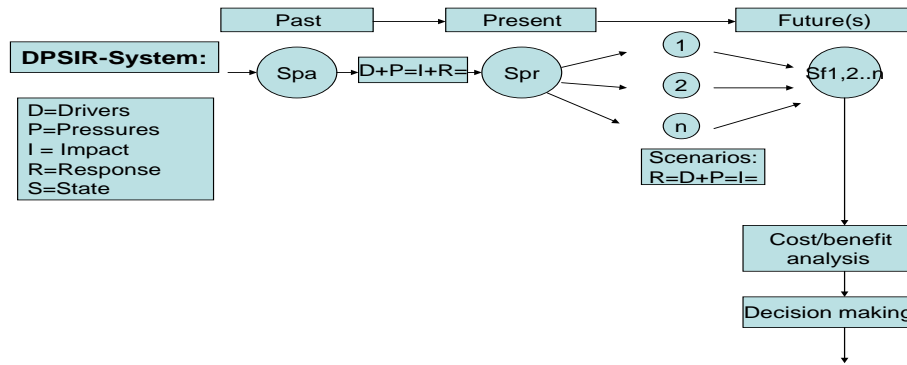 Past
Present
Future(s)
DPSIR-System:
Spa
D+P=I+R=
Spr
1
2
n
Sf1,2..n
D=Drivers
P=Pressures
I = Impact
R=Response
S=State
Scenarios:
R=D+P=I=
Cost/benefit
analysis
Decision making